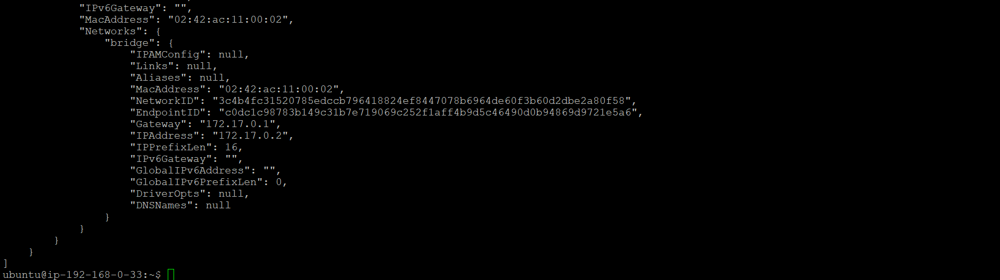 "IPv6Gateway": "",
"MacAddress": "02:42:ac:11:00:02",
"Networks": {
"bridge": {
"IPAMConfig": null,
"Links": null,
"Aliases": null,
"MacAddress": "02:42:ac:11:00:02",
"NetworkID": "3c4b4fc31520785edccb796418824ef8447078b6964de60f3b60d2dbe2a80f58",
"EndpointID": "c0dc1c98783b149c31b7e719069c252f1aff4b9d5c46490d0b94869d9721e5a6",
"Gateway": "172.17.0.1",
"IPAddress": "172.17.0.2",
"IPPrefixLen": 16,
"IPv6Gateway": "",
"GlobalIPv6Address": "",
"GlobalIPv6PrefixLen": 0,
"DriverOpts": null,
"DNSNames": null
}
}
}
}
]
ubuntu@ip-192-168-0-33:~$